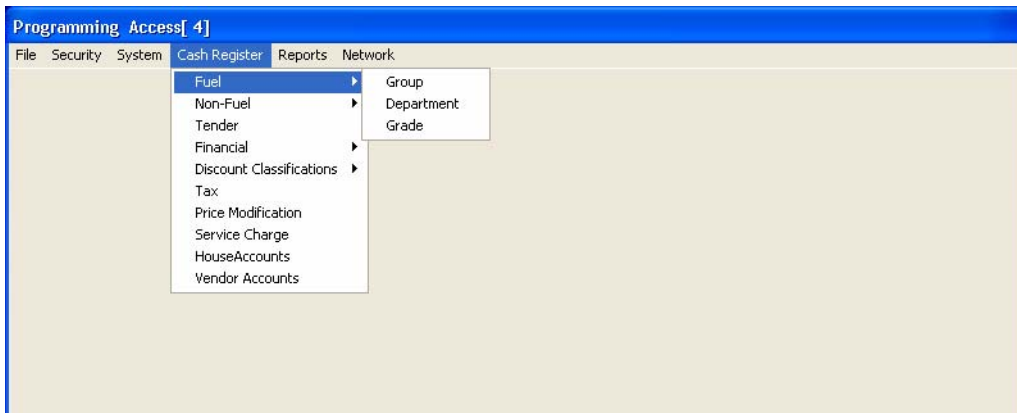 Programming Access[ 4]
File Security System Cash Register Reports Network
Fuel
Non-Fuel
Tender
Financial
Discount Classifications
Tax
Price Modification
Service Charge
HouseAccounts
Vendor Accounts
Group
Department
Grade